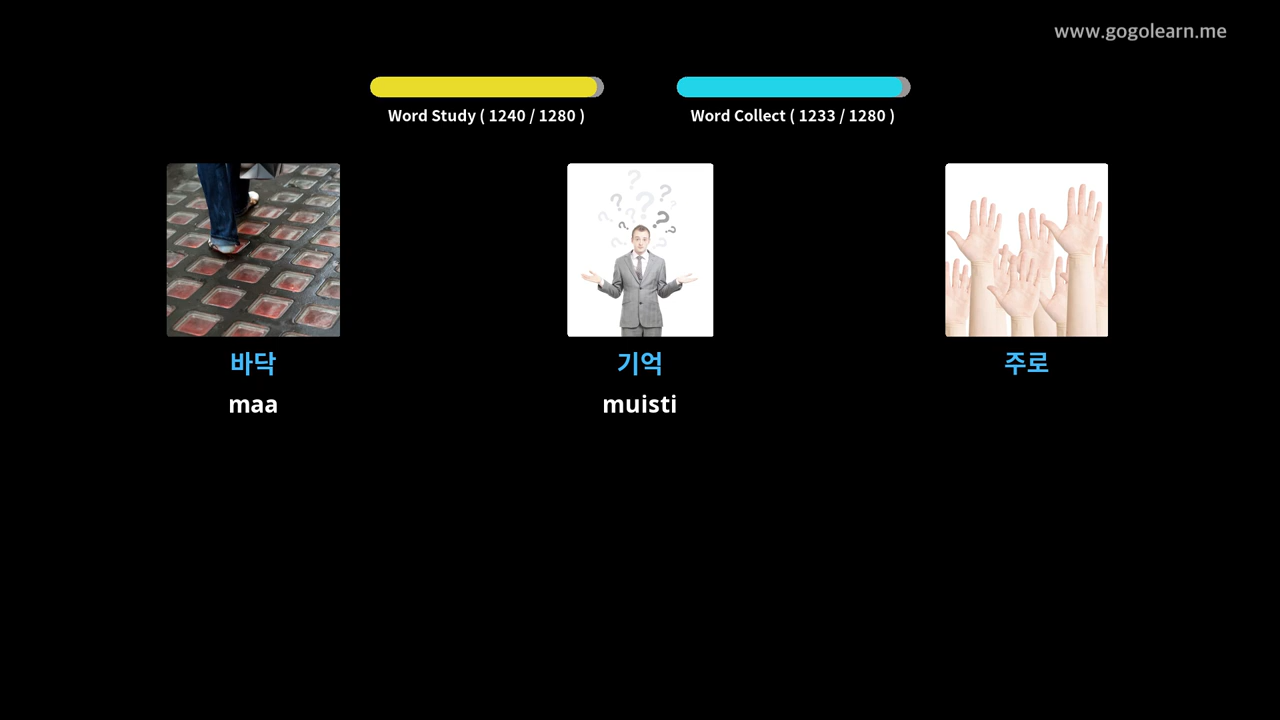 www.gogolearn.me
Word Study ( 1240 / 1280 )
Word Collect ( 1233 / 1280 )
바닥
maa
기억
muisti
주로